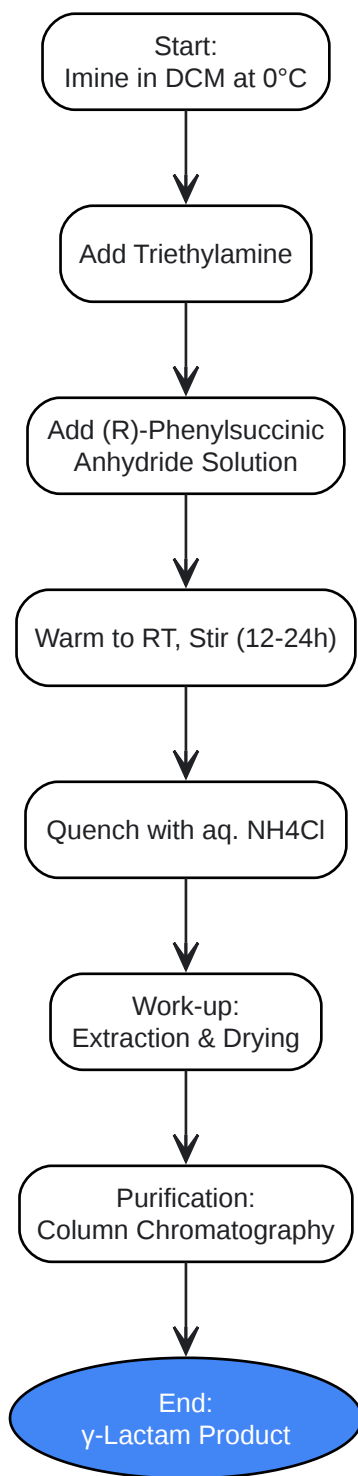 Start:
Imine in DCM at 0°C
Add Triethylamine
Add (R)-Phenylsuccinic
Anhydride Solution
Warm to RT, Stir (12-24h)
Quench with aq. NH4Cl
Work-up:
Extraction & Drying
Purification:
Column Chromatography
End:
γ-Lactam Product